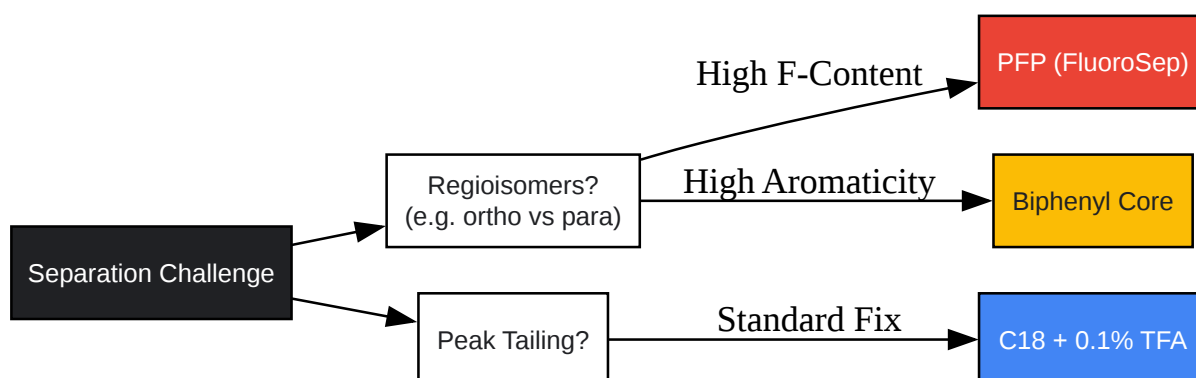 Separation Challenge
Regioisomers?
(e.g. ortho vs para)
Peak Tailing?
High F-Content
High Aromaticity
Standard Fix
PFP (FluoroSep)
Biphenyl Core
C18 + 0.1% TFA